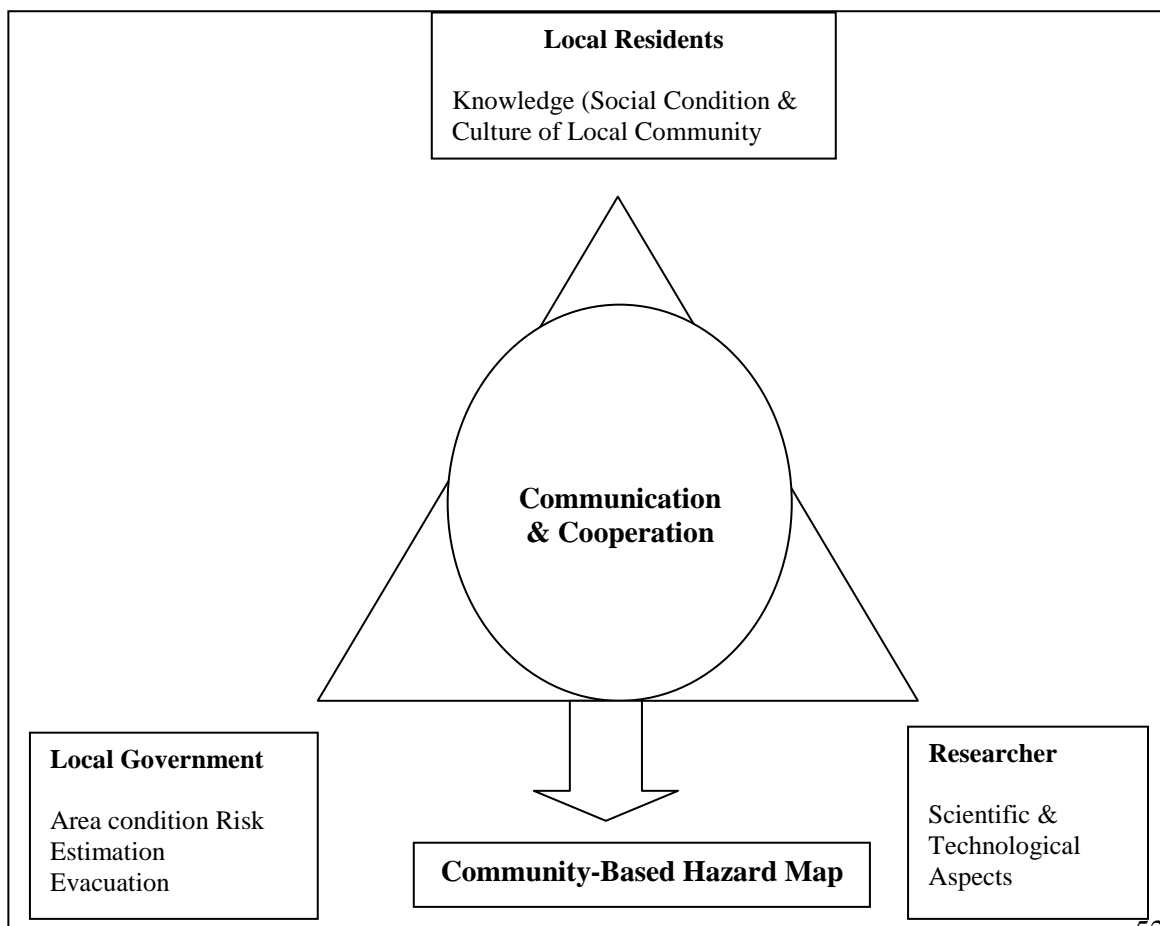 Local Residents
Knowledge (Social Condition &
Culture of Local Community
Communication
& Cooperation
Local Government
Area condition Risk
Estimation
Evacuation
Researcher
Scientific &
Technological
Aspects
Community-Based Hazard Map